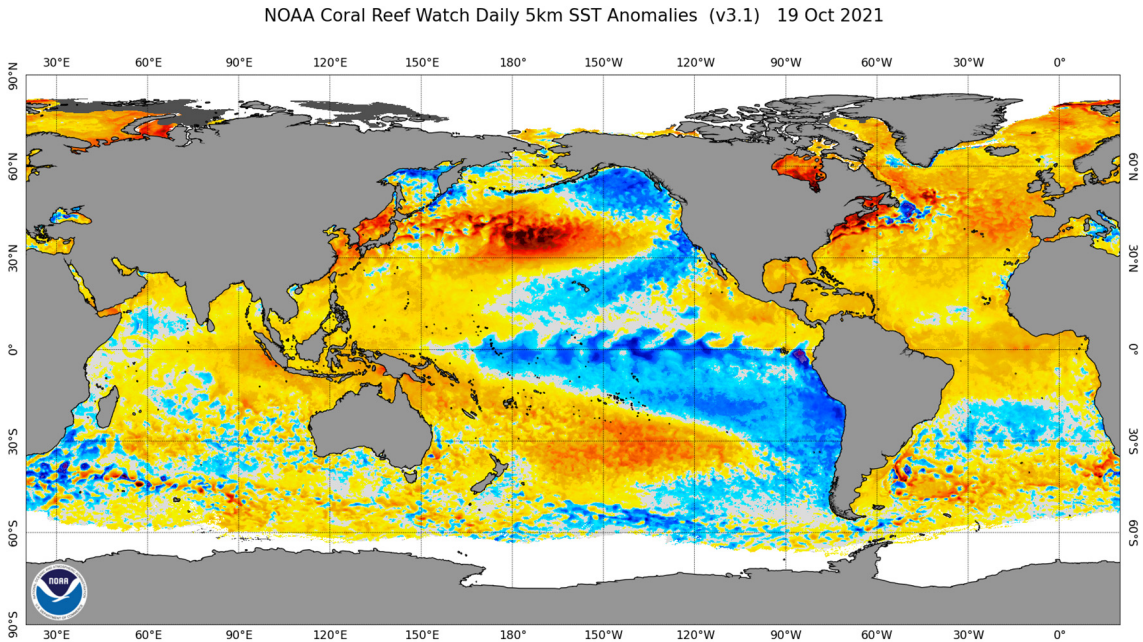 NOAA Coral Reef Watch Daily 5km SST Anomalies (v3.1) 19 Oct 2021
30°E 60°E 90°E 120°E 150°E 180° 150°W 120°W 90°W 60°W 30°W 0°
90°N
60°N 60°N
30°N 30°N
0° 0°
30°S 30°S
60°S 60°S
90°S
NOAA
30°E 60°E 90°E 120°E 150°E 180° 150°W 120°W 90°W 60°W 30°W 0°